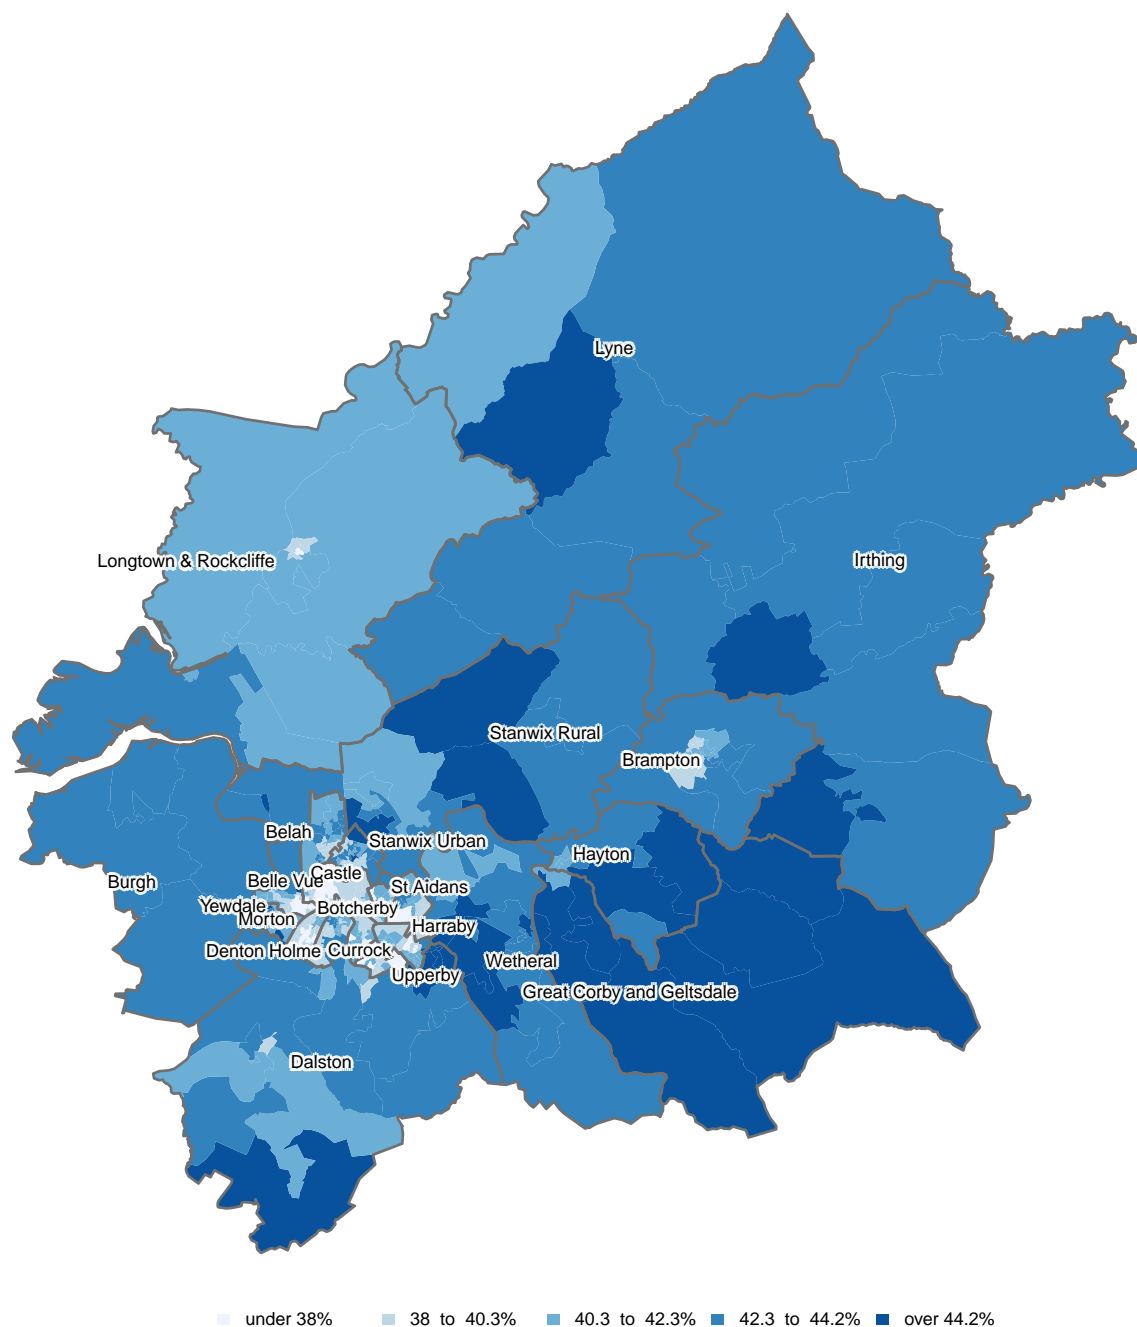 Lyne
Longtown & Rockcliffe
Irthing
Stanwix Rural
Brampton
Belah
Stanwix Urban
Hayton
Castle
Belle Vue
Burgh
St Aidans
Yewdale
Botcherby
Morton
Harraby
Denton Holme
Currock
Wetheral
Upperby
Great Corby and Geltsdale
Dalston
under 38% 38 to 40.3% 40.3 to 42.3% 42.3 to 44.2% over 44.2%